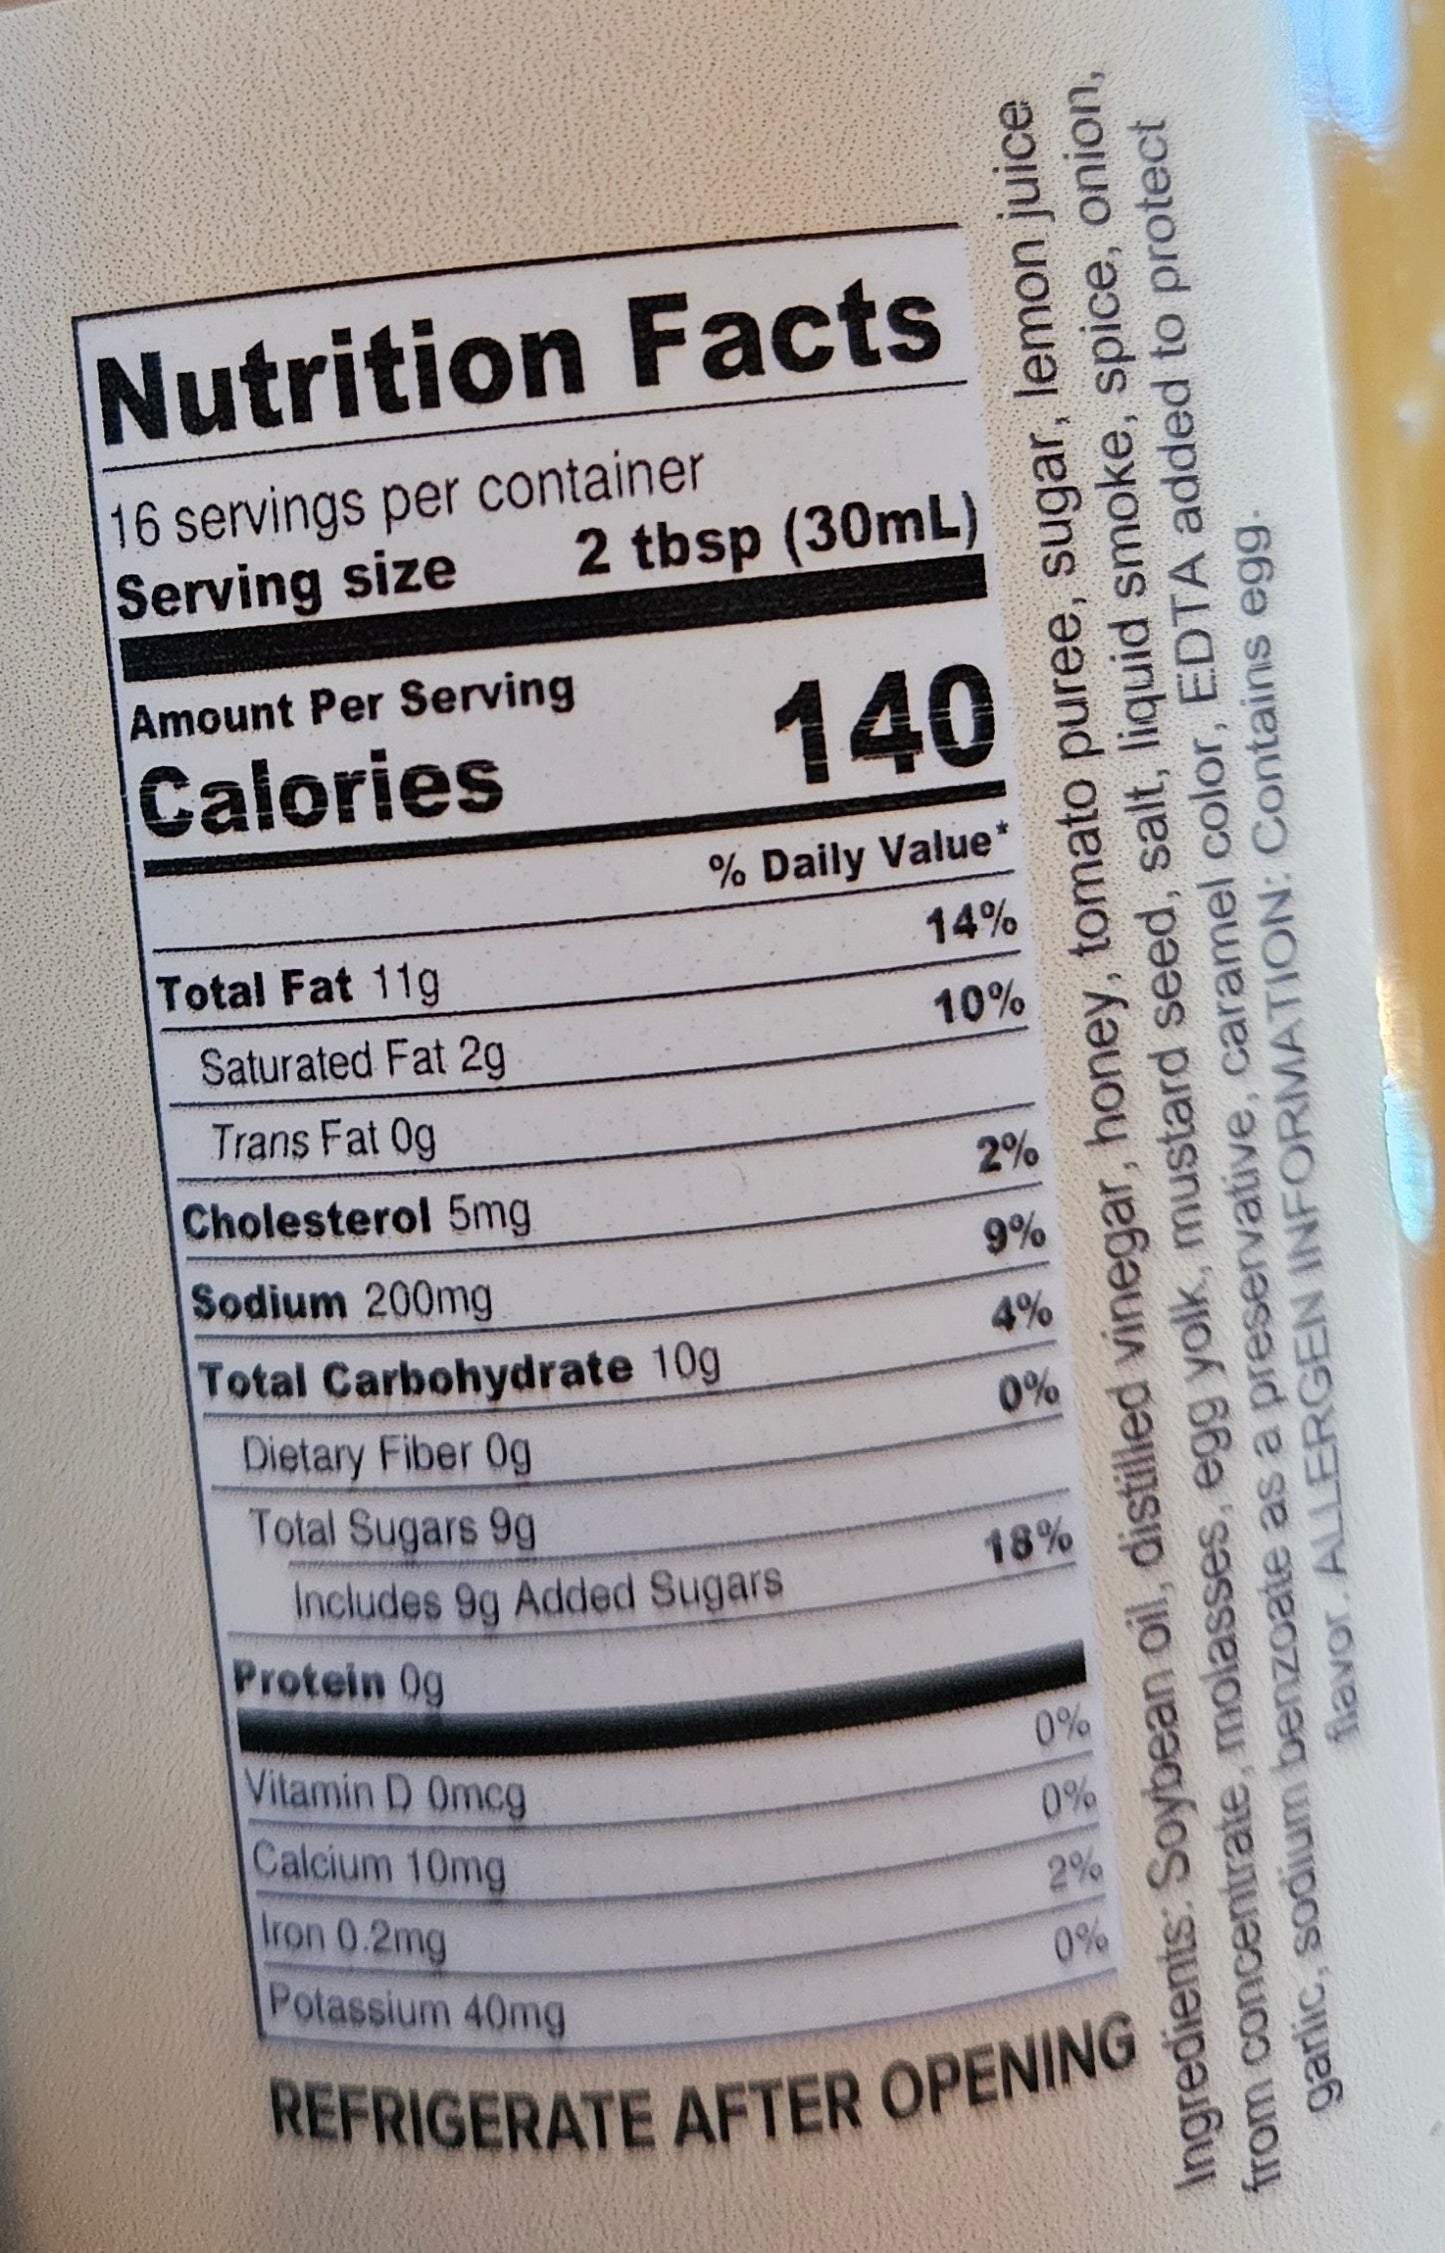 Nutrition Facts
16 servings per container
Serving size 2 tbsp (30mL)
Amount Per Serving
Calories 140
% Daily Value*
Total Fat 11g 14%
Saturated Fat 2g 10%
Trans Fat 0g
Cholesterol 5mg 2%
Sodium 200mg 9%
Total Carbohydrate 10g 4%
Dietary Fiber 0g 0%
Total Sugars 9g
Includes 9g Added Sugars 18%
Protein 0g
Vitamin D 0mcg 0%
Calcium 10mg 0%
Iron 0.2mg 2%
Potassium 40mg 0%
REFRIGERATE AFTER OPENING
Ingredients: Soybean oil, distilled vinegar, honey, tomato puree, sugar, lemon juice
from concentrate, molasses, egg yolk, mustard seed, salt, liquid smoke, spice, onion,
garlic, sodium benzoate as a preservative, caramel color, EDTA added to protect
flavor. ALLERGEN INFORMATION: Contains egg.